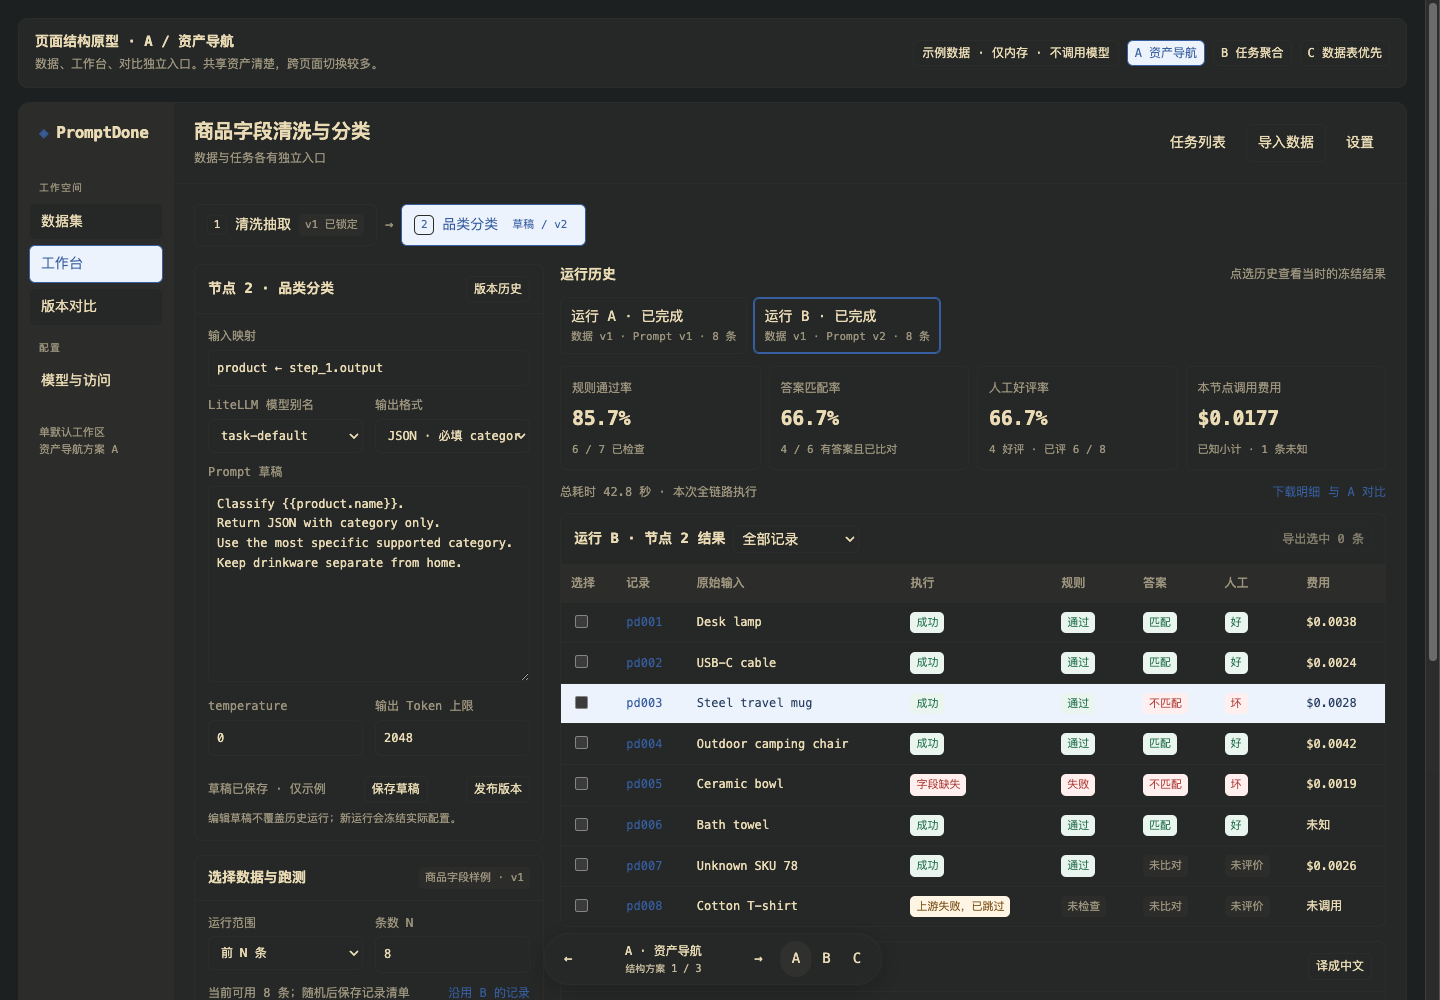 页面结构原型 · A / 资产导航
数据、工作台、对比独立入口。共享资产清楚，跨页面切换较多。
示例数据 · 仅内存 · 不调用模型
A 资产导航
B 任务聚合
C 数据表优先
◆ PromptDone
工作空间
数据集
工作台
版本对比
配置
模型与访问
单默认工作区
资产导航方案 A
商品字段清洗与分类
数据与任务各有独立入口
任务列表
导入数据
设置
1 清洗抽取 v1 已锁定
→
2 品类分类 草稿 / v2
节点 2 · 品类分类
版本历史
输入映射
product ← step_1.output
LiteLLM 模型别名
输出格式
task-default
JSON · 必填 categor
Prompt 草稿
Classify {{product.name}}.
Return JSON with category only.
Use the most specific supported category.
Keep drinkware separate from home.
temperature
输出 Token 上限
0
2048
草稿已保存 · 仅示例
保存草稿
发布版本
编辑草稿不覆盖历史运行；新运行会冻结实际配置。
选择数据与跑测
商品字段样例 · v1
运行范围
条数 N
前 N 条
8
当前可用 8 条；随机后保存记录清单
沿用 B 的记录
运行历史
点选历史查看当时的冻结结果
运行 A · 已完成
数据 v1 · Prompt v1 · 8 条
运行 B · 已完成
数据 v1 · Prompt v2 · 8 条
规则通过率
85.7%
6 / 7 已检查
答案匹配率
66.7%
4 / 6 有答案且已比对
人工好评率
66.7%
4 好评 · 已评 6 / 8
本节点调用费用
$0.0177
已知小计 · 1 条未知
总耗时 42.8 秒 · 本次全链路执行
下载明细 与 A 对比
运行 B · 节点 2 结果
全部记录
导出选中 0 条
选择 记录 原始输入 执行 规则 答案 人工 费用
pd001 Desk lamp 成功 通过 匹配 好 $0.0038
pd002 USB-C cable 成功 通过 匹配 好 $0.0024
pd003 Steel travel mug 成功 通过 不匹配 坏 $0.0028
pd004 Outdoor camping chair 成功 通过 匹配 好 $0.0042
pd005 Ceramic bowl 字段缺失 失败 不匹配 坏 $0.0019
pd006 Bath towel 成功 通过 匹配 好 未知
pd007 Unknown SKU 78 成功 通过 未比对 未评价 $0.0026
pd008 Cotton T-shirt 上游失败，已跳过 未检查 未比对 未评价 未调用
译成中文
←
A · 资产导航
结构方案 1 / 3
→
A B C